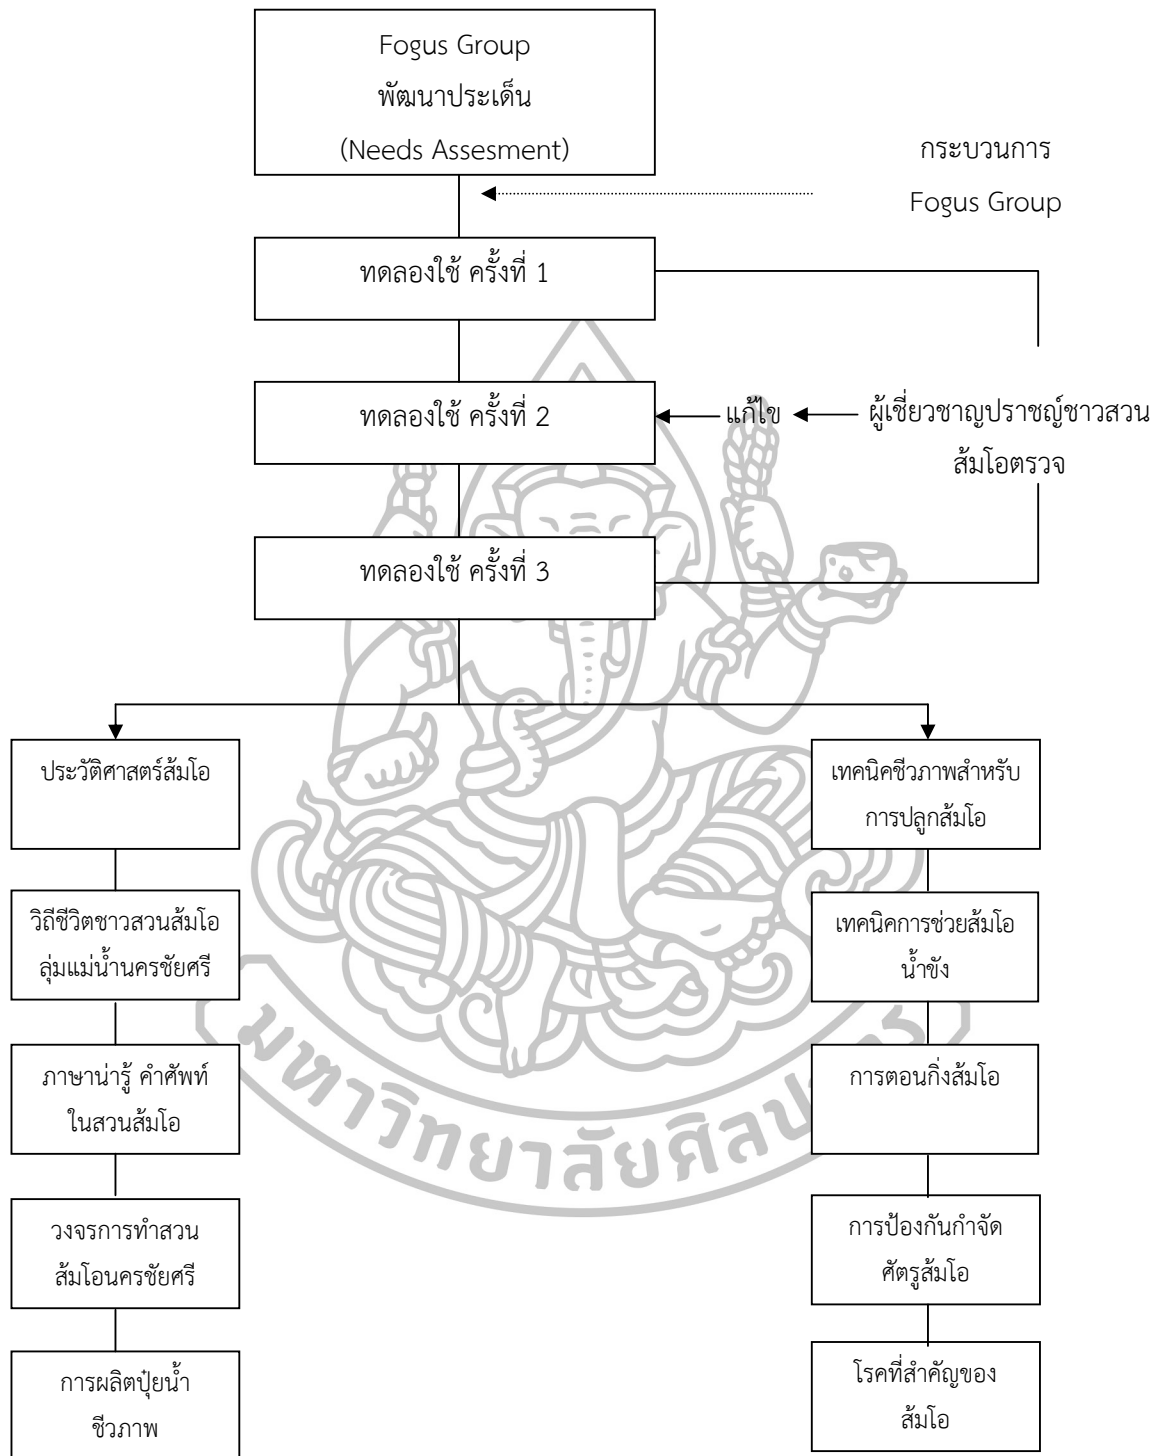 Fogus Group
พัฒนาประเด็น
(Needs Assesment)
กระบวนการ
Fogus Group
ทดลองใช้ ครั้งที่ 1
ทดลองใช้ ครั้งที่ 2
แก้ไข
ผู้เชี่ยวชาญปราชญ์ชาวสวน
ส้มโอตรวจ
ทดลองใช้ ครั้งที่ 3
ประวัติศาสตร์ส้มโอ
วิถีชีวิตชาวสวนส้มโอ
ลุ่มแม่น้ำนครชัยศรี
ภาษาน่ารู้ คำศัพท์
ในสวนส้มโอ
วงจรการทำสวน
ส้มโอนครชัยศรี
การผลิตปุ๋ยน้ำ
ชีวภาพ
เทคนิคชีวภาพสำหรับ
การปลูกส้มโอ
เทคนิคการช่วยส้มโอ
น้ำขัง
การตอนกิ่งส้มโอ
การป้องกันกำจัด
ศัตรูส้มโอ
โรคที่สำคัญของ
ส้มโอ